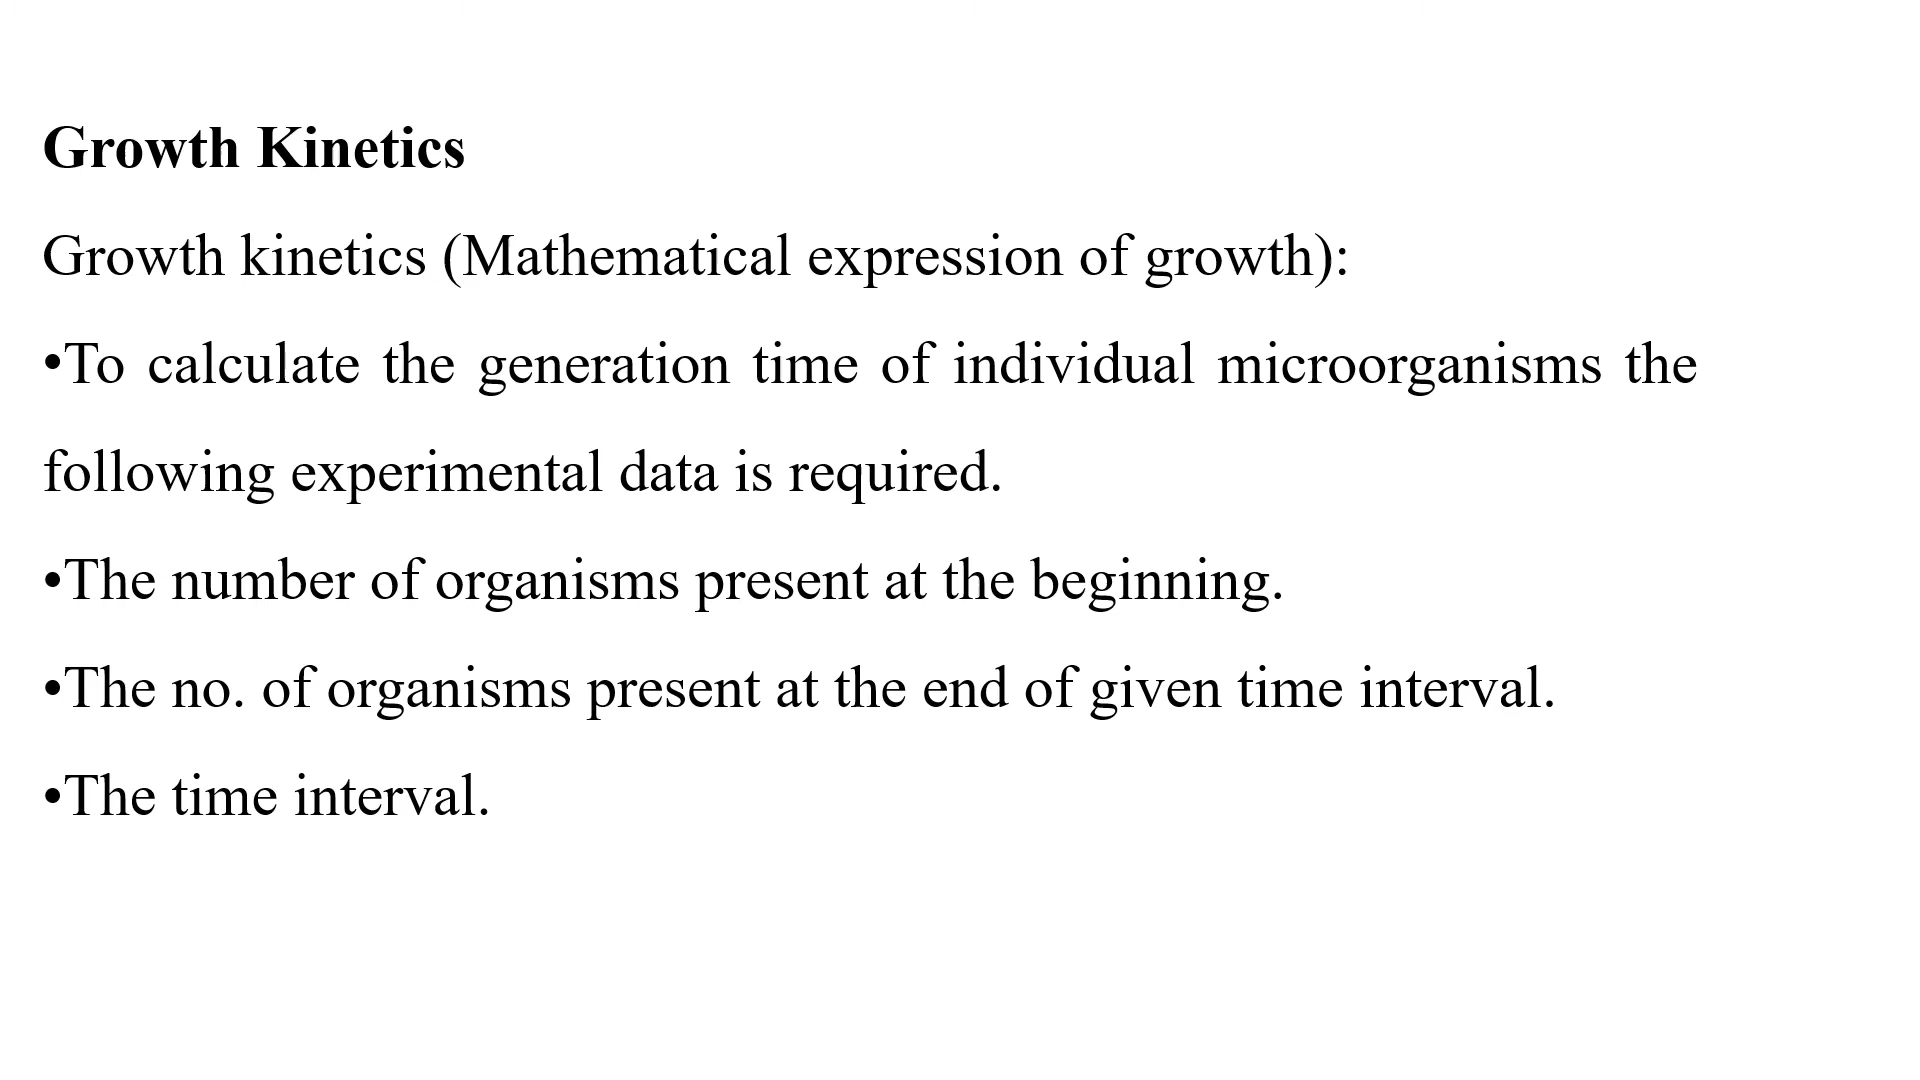 Growth Kinetics
Growth kinetics (Mathematical expression of growth):
•To calculate the generation time of individual microorganisms the
following experimental data is required.
•The number of organisms present at the beginning.
•The no. of organisms present at the end of given time interval.
•The time interval.